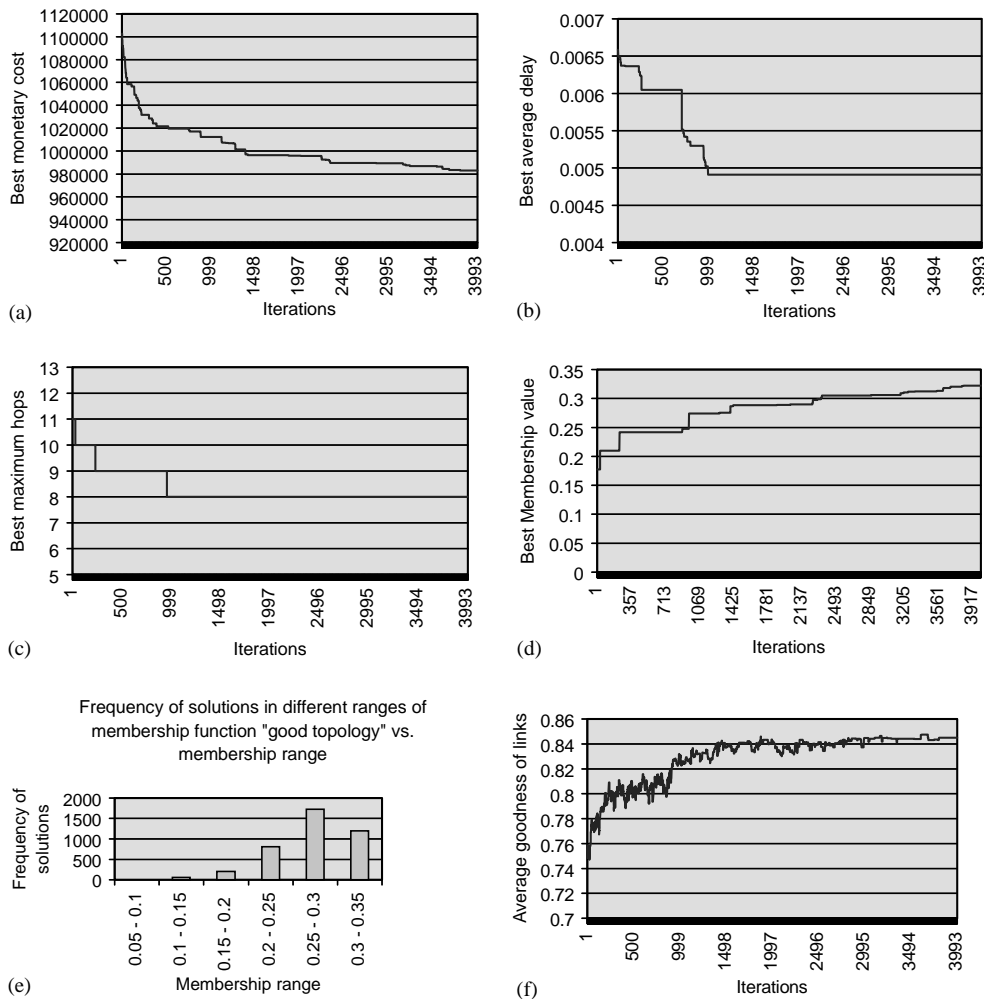 1120000
1100000
1080000
1060000
1040000
1020000
1000000
980000
960000
940000
920000
Best monetary cost
1 500 999 1498 1997 2496 2995 3494 3993
Iterations
(a)
0.007
0.0065
0.006
0.0055
0.005
0.0045
0.004
Best average delay
1 500 999 1498 1997 2496 2995 3494 3993
Iterations
(b)
13
12
11
10
9
8
7
6
5
Best maximum hops
1 500 999 1498 1997 2496 2995 3494 3993
Iterations
(c)
0.35
0.3
0.25
0.2
0.15
0.1
0.05
0
Best Membership value
1 357 713 1069 1425 1781 2137 2493 2849 3205 3561 3917
Iterations
(d)
Frequency of solutions in different ranges of
membership function "good topology" vs.
membership range
2000
1500
1000
500
0
Frequency of
solutions
0.05 - 0.1
0.1 - 0.15
0.15 - 0.2
0.2 - 0.25
0.25 - 0.3
0.3 - 0.35
Membership range
(e)
0.86
0.84
0.82
0.8
0.78
0.76
0.74
0.72
0.7
Average goodness of links
1 500 999 1498 1997 2496 2995 3494 3993
Iterations
(f)